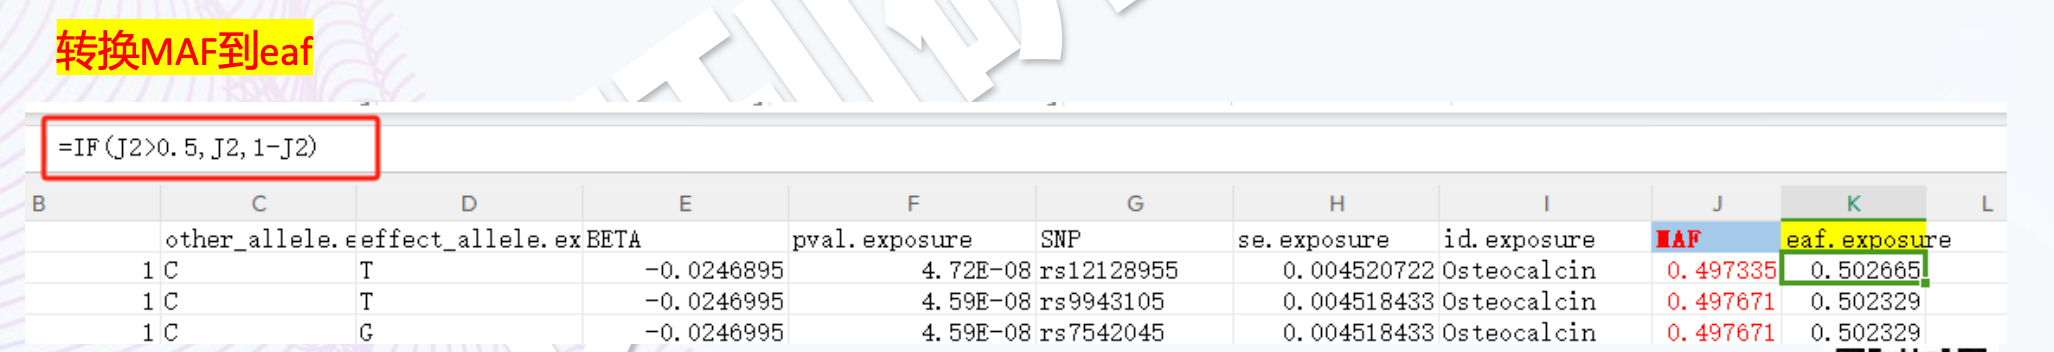 转换MAF到eaf
=IF(J2>0.5,J2,1-J2)
B C D E F G H I J K L
other_allele.e effect_allele.ex BETA pval.exposure SNP se.exposure id.exposure MAF eaf.exposure
1 C T -0.0246895 4.72E-08 rs12128955 0.004520722 Osteocalcin 0.497335 0.502665
1 C T -0.0246995 4.59E-08 rs9943105 0.004518433 Osteocalcin 0.497671 0.502329
1 C G -0.0246995 4.59E-08 rs7542045 0.004518433 Osteocalcin 0.497671 0.502329